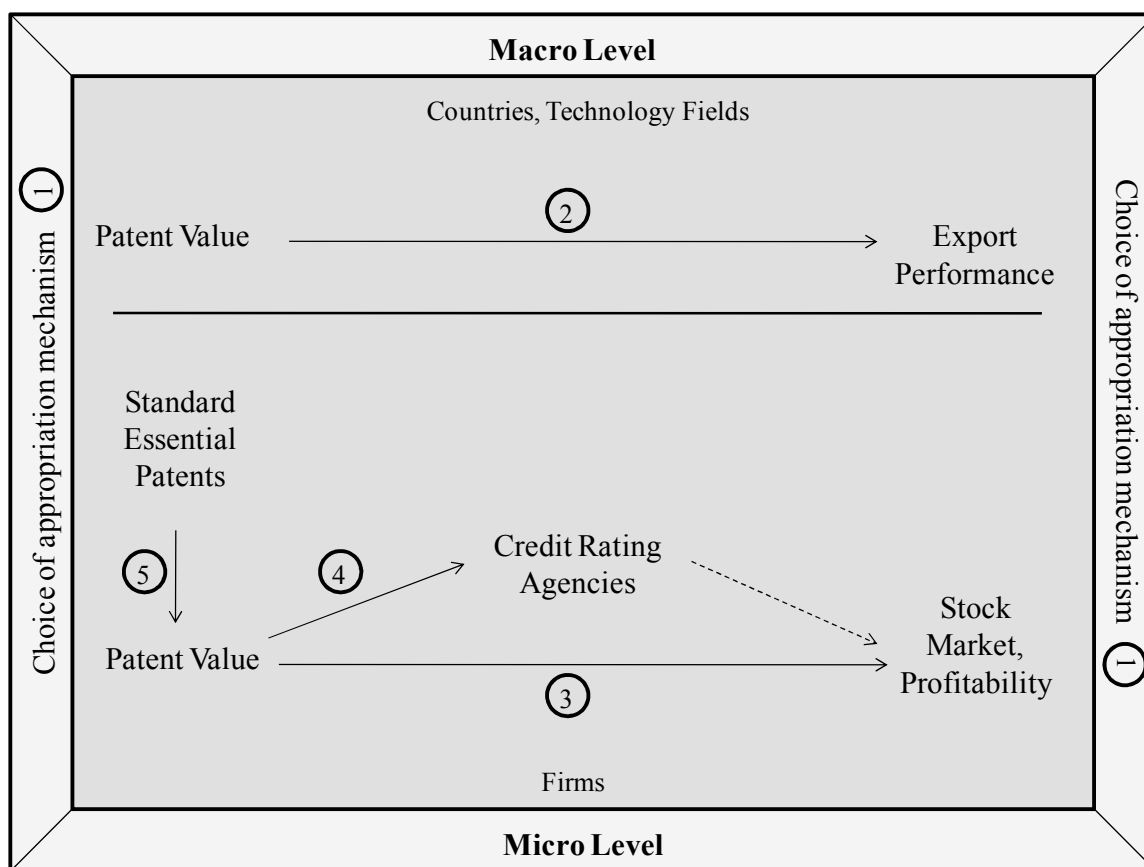 Macro Level
Countries, Technology Fields
Choice of appropriation mechanism 1
2
Patent Value
Export
Performance
Choice of appropriation mechanism 1
Standard
Essential
Patents
5
4
Credit Rating
Agencies
Patent Value
3
Stock
Market,
Profitability
Firms
Micro Level